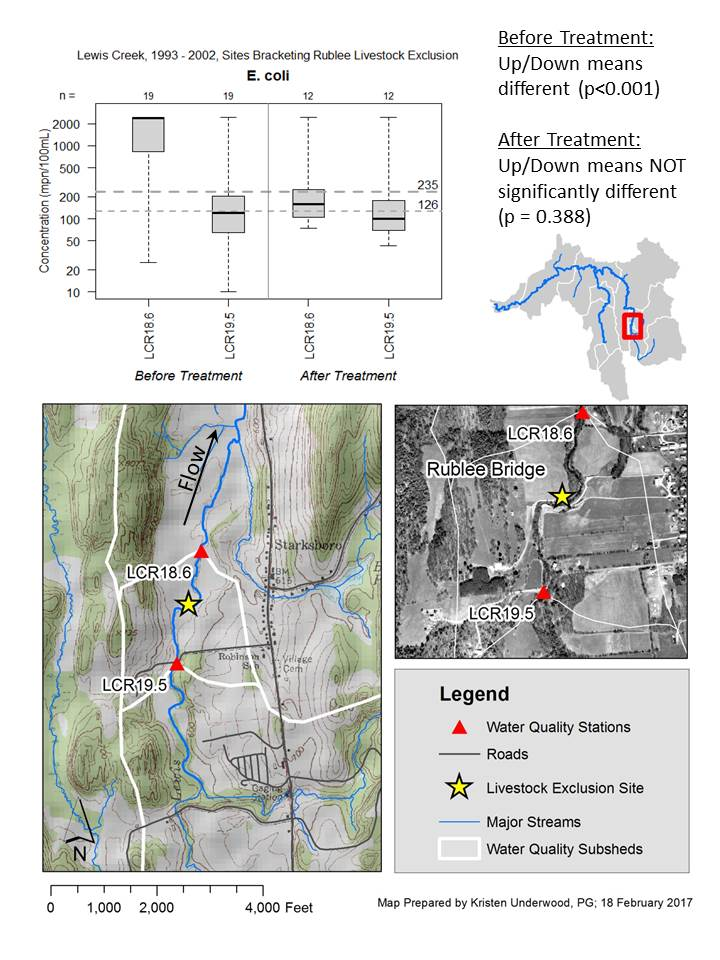 Before Treatment:
Up/Down means
different (p<0.001)
After Treatment:
Up/Down means NOT
significantly different
(p = 0.388)
Lewis Creek, 1993 - 2002, Sites Bracketing Rublee Livestock Exclusion
E. coli
n =
19
19
12
12
Concentration (mpn/100mL)
2000
1000
500
200
100
50
20
10
235
126
LCR18.6
LCR19.5
LCR18.6
LCR19.5
Before Treatment
After Treatment
Flow
Starksboro
BM
615
LCR18.6
Village
Cem
LCR19.5
Lewis
N
LCR18.6
Rublee Bridge
LCR19.5
Legend
Water Quality Stations
Roads
Livestock Exclusion Site
Major Streams
Water Quality Subsheds
0 1,000 2,000 4,000 Feet
Map Prepared by Kristen Underwood, PG; 18 February 2017